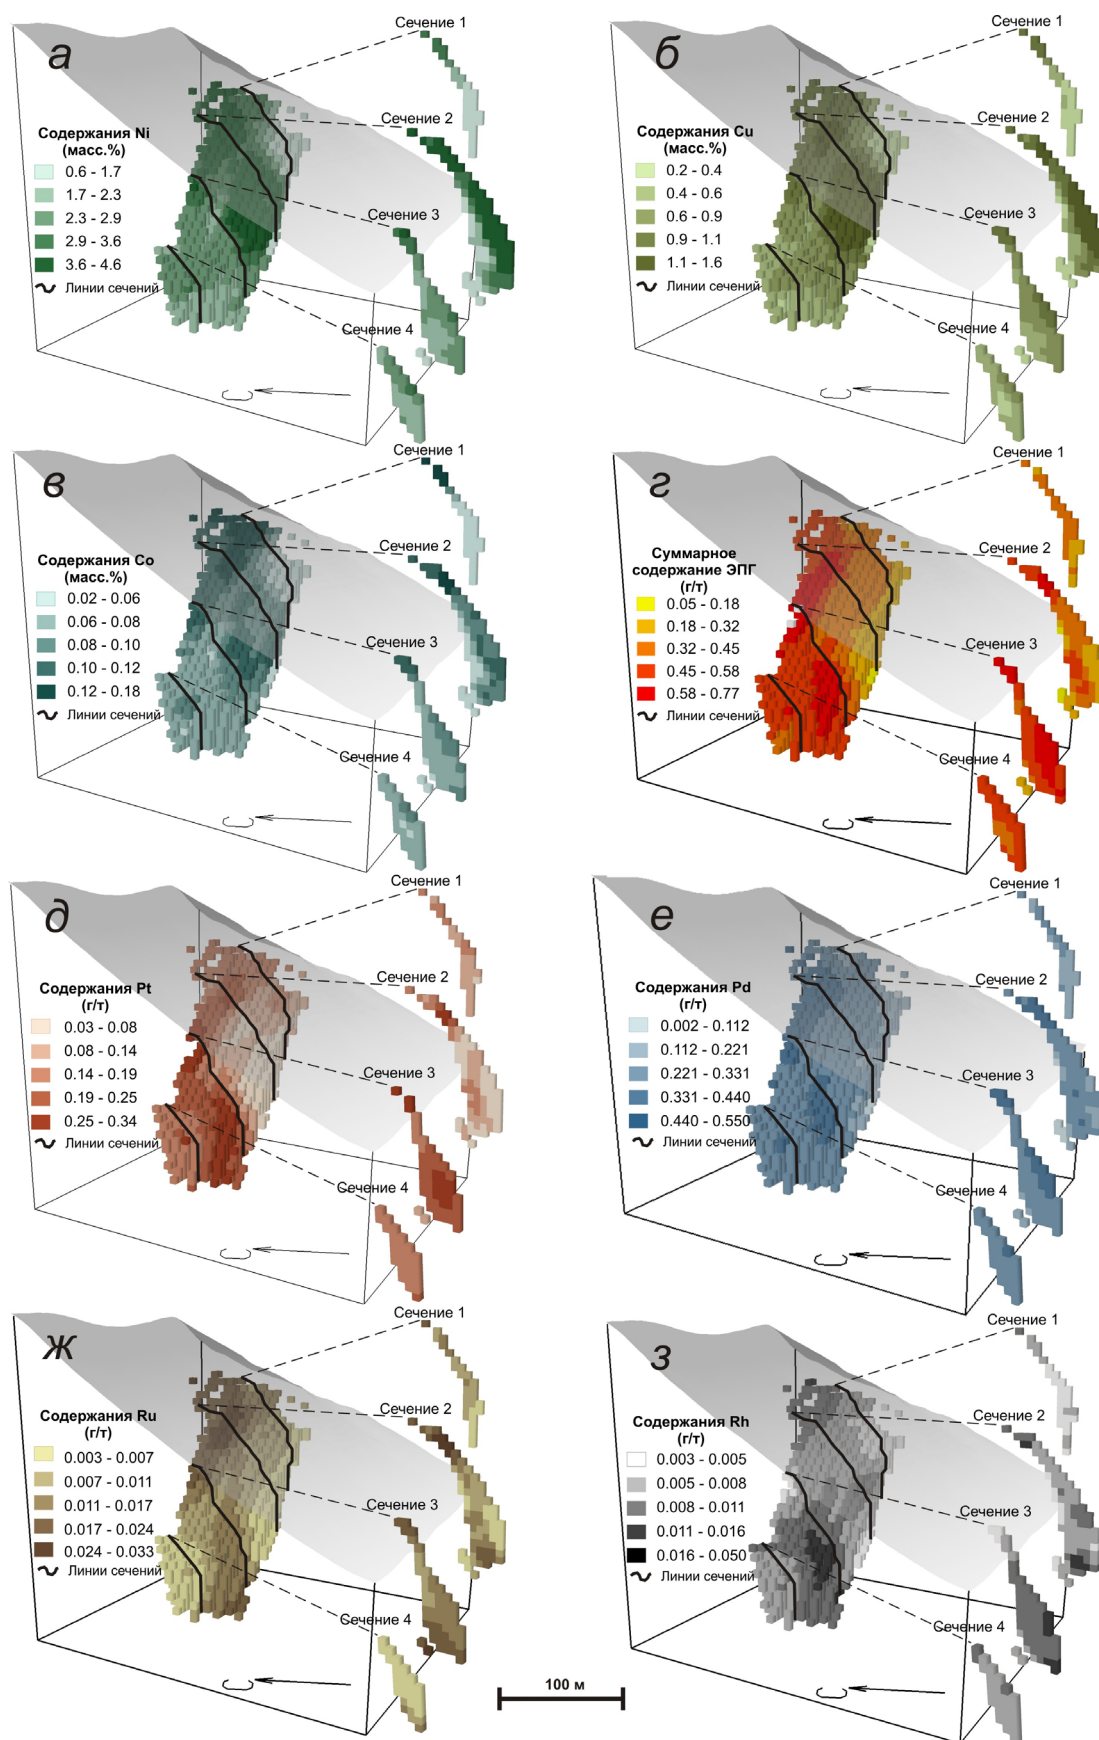 а
Сечение 1
Сечение 2
Содержания Ni
(масс.%)
0.6 - 1.7
1.7 - 2.3
2.3 - 2.9
2.9 - 3.6
3.6 - 4.6
Линии сечений
Сечение 3
Сечение 4
б
Сечение 1
Сечение 2
Содержания Cu
(масс.%)
0.2 - 0.4
0.4 - 0.6
0.6 - 0.9
0.9 - 1.1
1.1 - 1.6
Линии сечений
Сечение 3
Сечение 4
в
Сечение 1
Сечение 2
Содержания Co
(масс.%)
0.02 - 0.06
0.06 - 0.08
0.08 - 0.10
0.10 - 0.12
0.12 - 0.18
Линии сечений
Сечение 3
Сечение 4
г
Сечение 1
Сечение 2
Суммарное
содержание ЭПГ
(г/т)
0.05 - 0.18
0.18 - 0.32
0.32 - 0.45
0.45 - 0.58
0.58 - 0.77
Линии сечений
Сечение 3
Сечение 4
д
Сечение 1
Сечение 2
Содержания Pt
(г/т)
0.03 - 0.08
0.08 - 0.14
0.14 - 0.19
0.19 - 0.25
0.25 - 0.34
Линии сечений
Сечение 3
Сечение 4
е
Сечение 1
Сечение 2
Содержания Pd
(г/т)
0.002 - 0.112
0.112 - 0.221
0.221 - 0.331
0.331 - 0.440
0.440 - 0.550
Линии сечений
Сечение 3
Сечение 4
ж
Сечение 1
Сечение 2
Содержания Ru
(г/т)
0.003 - 0.007
0.007 - 0.011
0.011 - 0.017
0.017 - 0.024
0.024 - 0.033
Линии сечений
Сечение 3
Сечение 4
з
Сечение 1
Сечение 2
Содержания Rh
(г/т)
0.003 - 0.005
0.005 - 0.008
0.008 - 0.011
0.011 - 0.016
0.016 - 0.050
Линии сечений
Сечение 3
Сечение 4
100 м